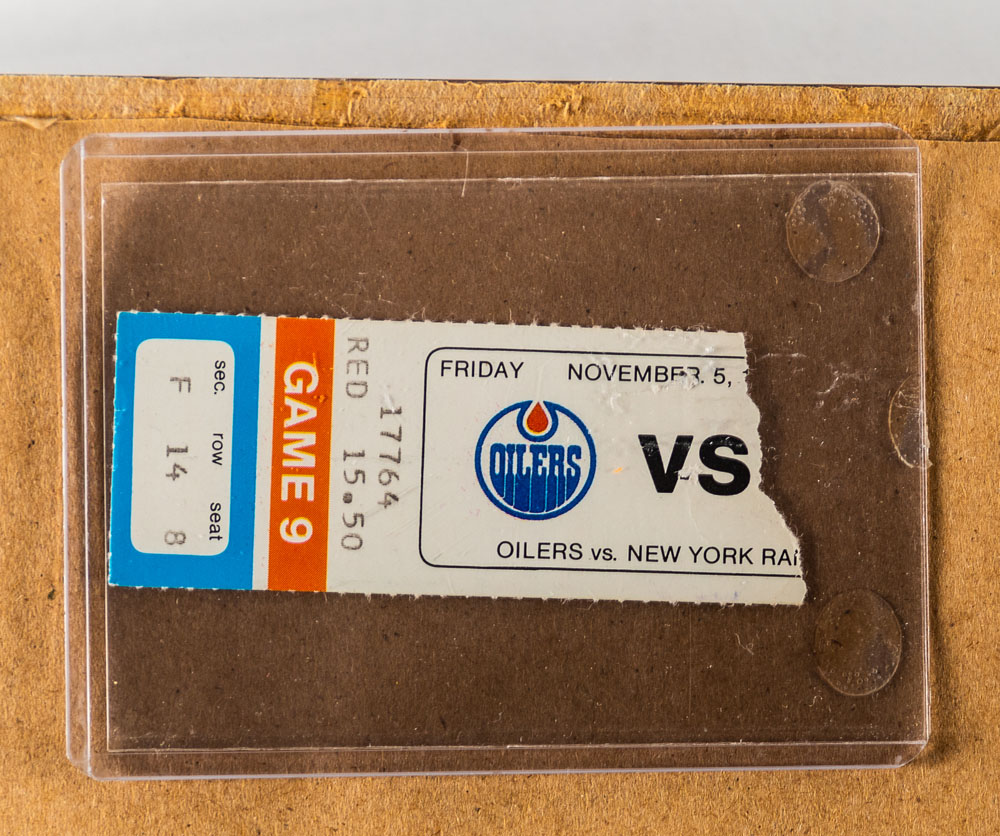 sec. row seat
F 14 8
GAME 9
RED 15.50
17764
FRIDAY NOVEMBER 5,
OILERS
VS
OILERS vs. NEW YORK RA